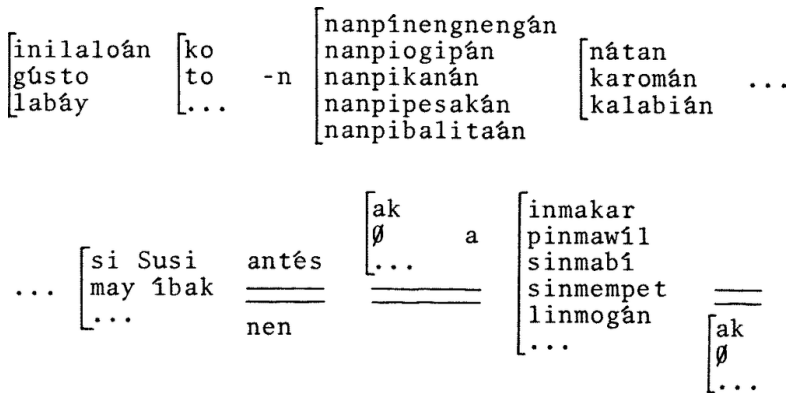 nanpínengnengán
inilaloán ko nanpiogipán nátan
gústo to -n nanpikanán karomán ...
labáy ... nanpipesakán kalabián
nanpibalitaán
ak inmakar
Ø a pinmawíl
si Susi antés ... sinmabí
... may íbak sinmempet
... nen linmogán
... ak
Ø
...